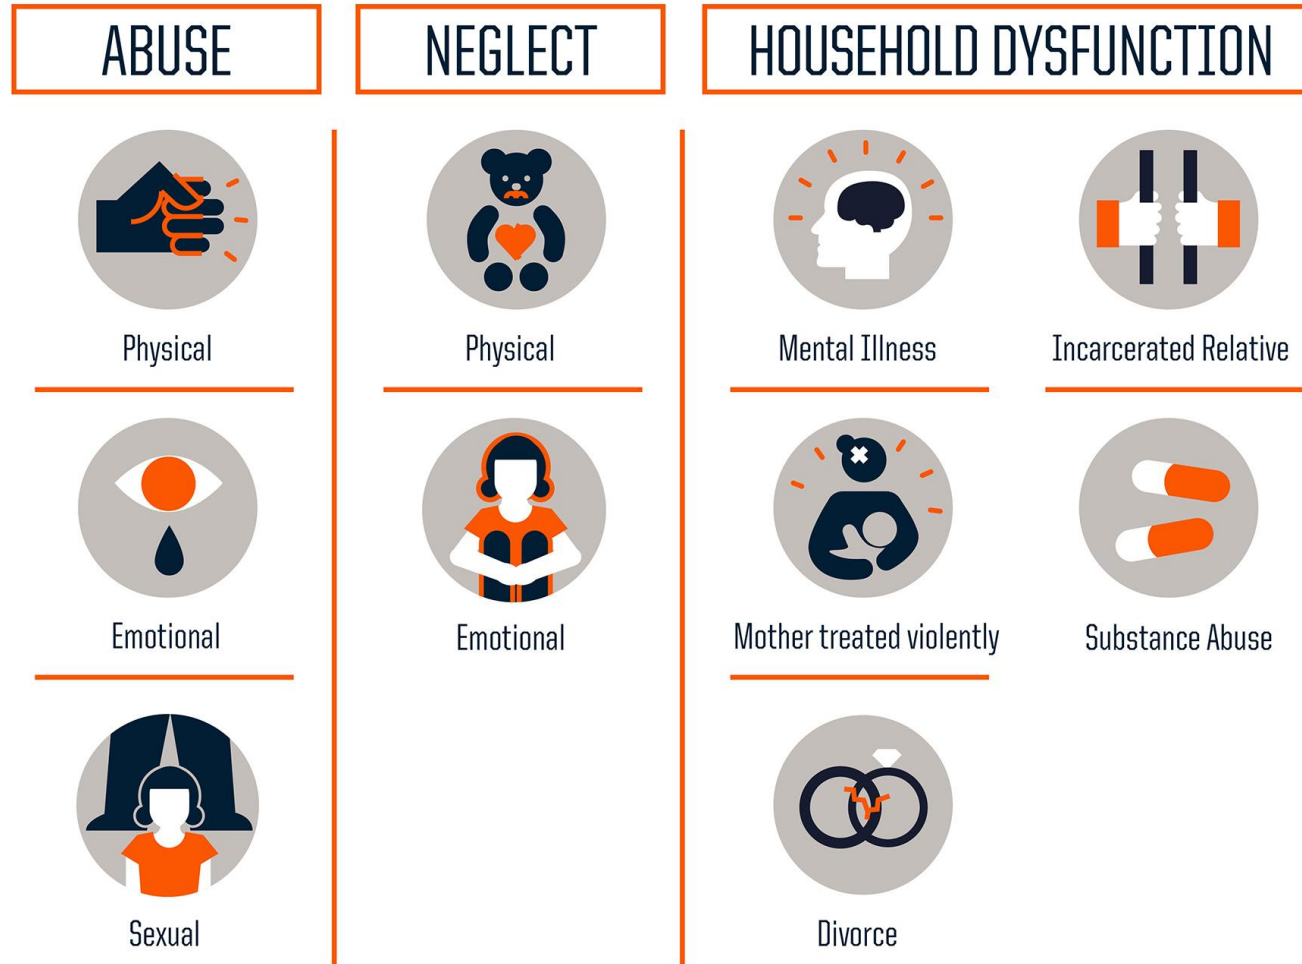 ABUSE
Physical
Emotional
Sexual
NEGLECT
Physical
Emotional
HOUSEHOLD DYSFUNCTION
Mental Illness
Incarcerated Relative
Mother treated violently
Substance Abuse
Divorce